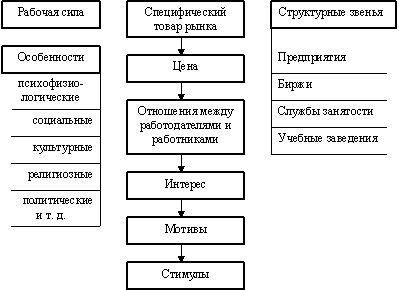 Рабочая сила
Особенности
психофизио-
логические
социальные
культурные
религиозные
политические
и т. д.
Специфический
товар рынка
Цена
Отношения между
работодателями и
работниками
Интерес
Мотивы
Стимулы
Структурные звенья
Предприятия
Биржи
Службы занятости
Учебные заведения